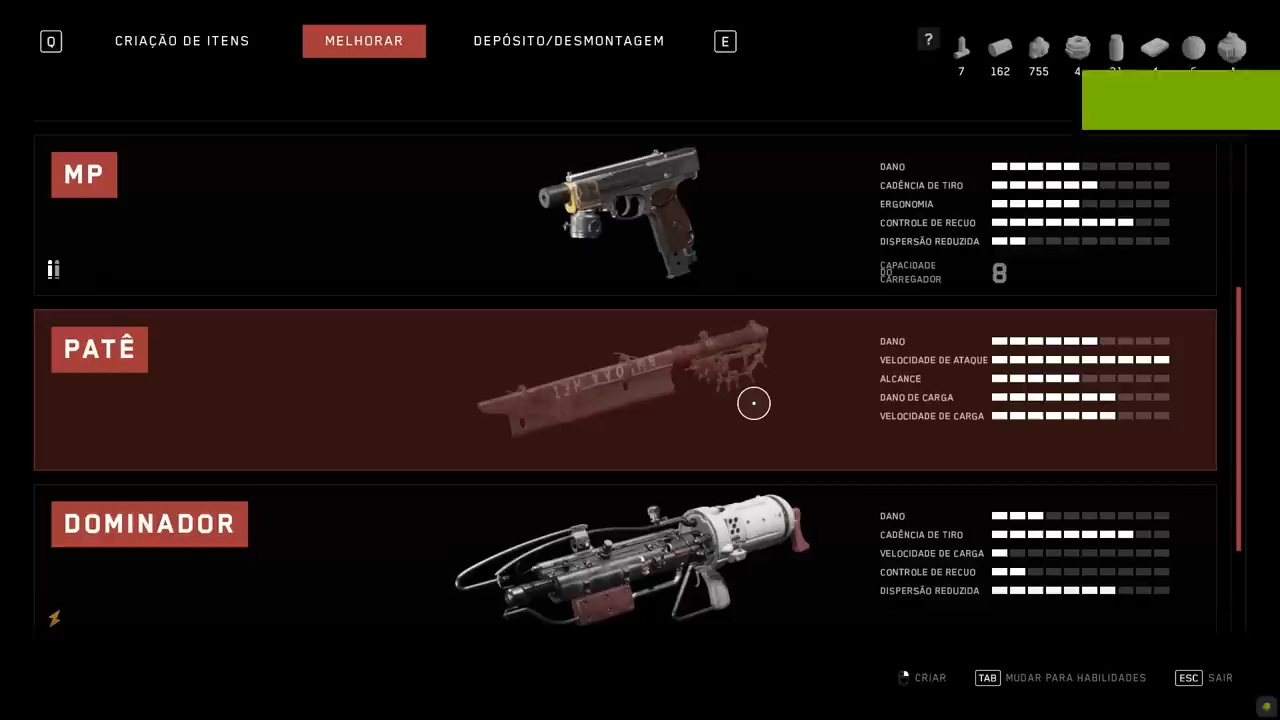 Q CRIAÇÃO DE ITENS MELHORAR DEPÓSITO/DESMONTAGEM E ?
7 162 755 4
MP
DANO
CADÊNCIA DE TIRO
ERGONOMIA
CONTROLE DE RECUO
DISPERSÃO REDUZIDA
CAPACIDADE
DO
CARREGADOR
8
PATÊ
DANO
VELOCIDADE DE ATAQUE
ALCANCE
DANO DE CARGA
VELOCIDADE DE CARGA
DOMINADOR
DANO
CADÊNCIA DE TIRO
VELOCIDADE DE CARGA
CONTROLE DE RECUO
DISPERSÃO REDUZIDA
CRIAR TAB MUDAR PARA HABILIDADES ESC SAIR